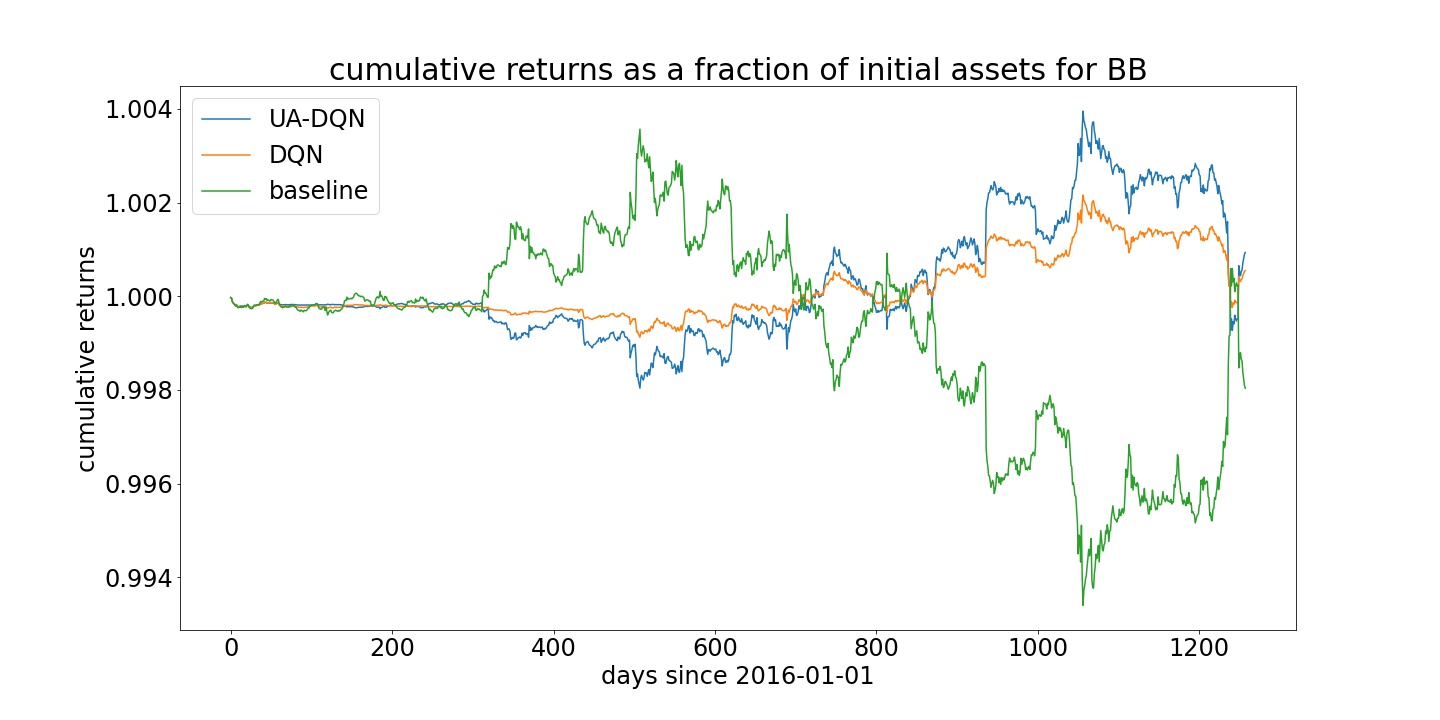 cumulative returns as a fraction of initial assets for BB
UA-DQN
DQN
baseline
cumulative returns
1.004
1.002
1.000
0.998
0.996
0.994
0 200 400 600 800 1000 1200
days since 2016-01-01